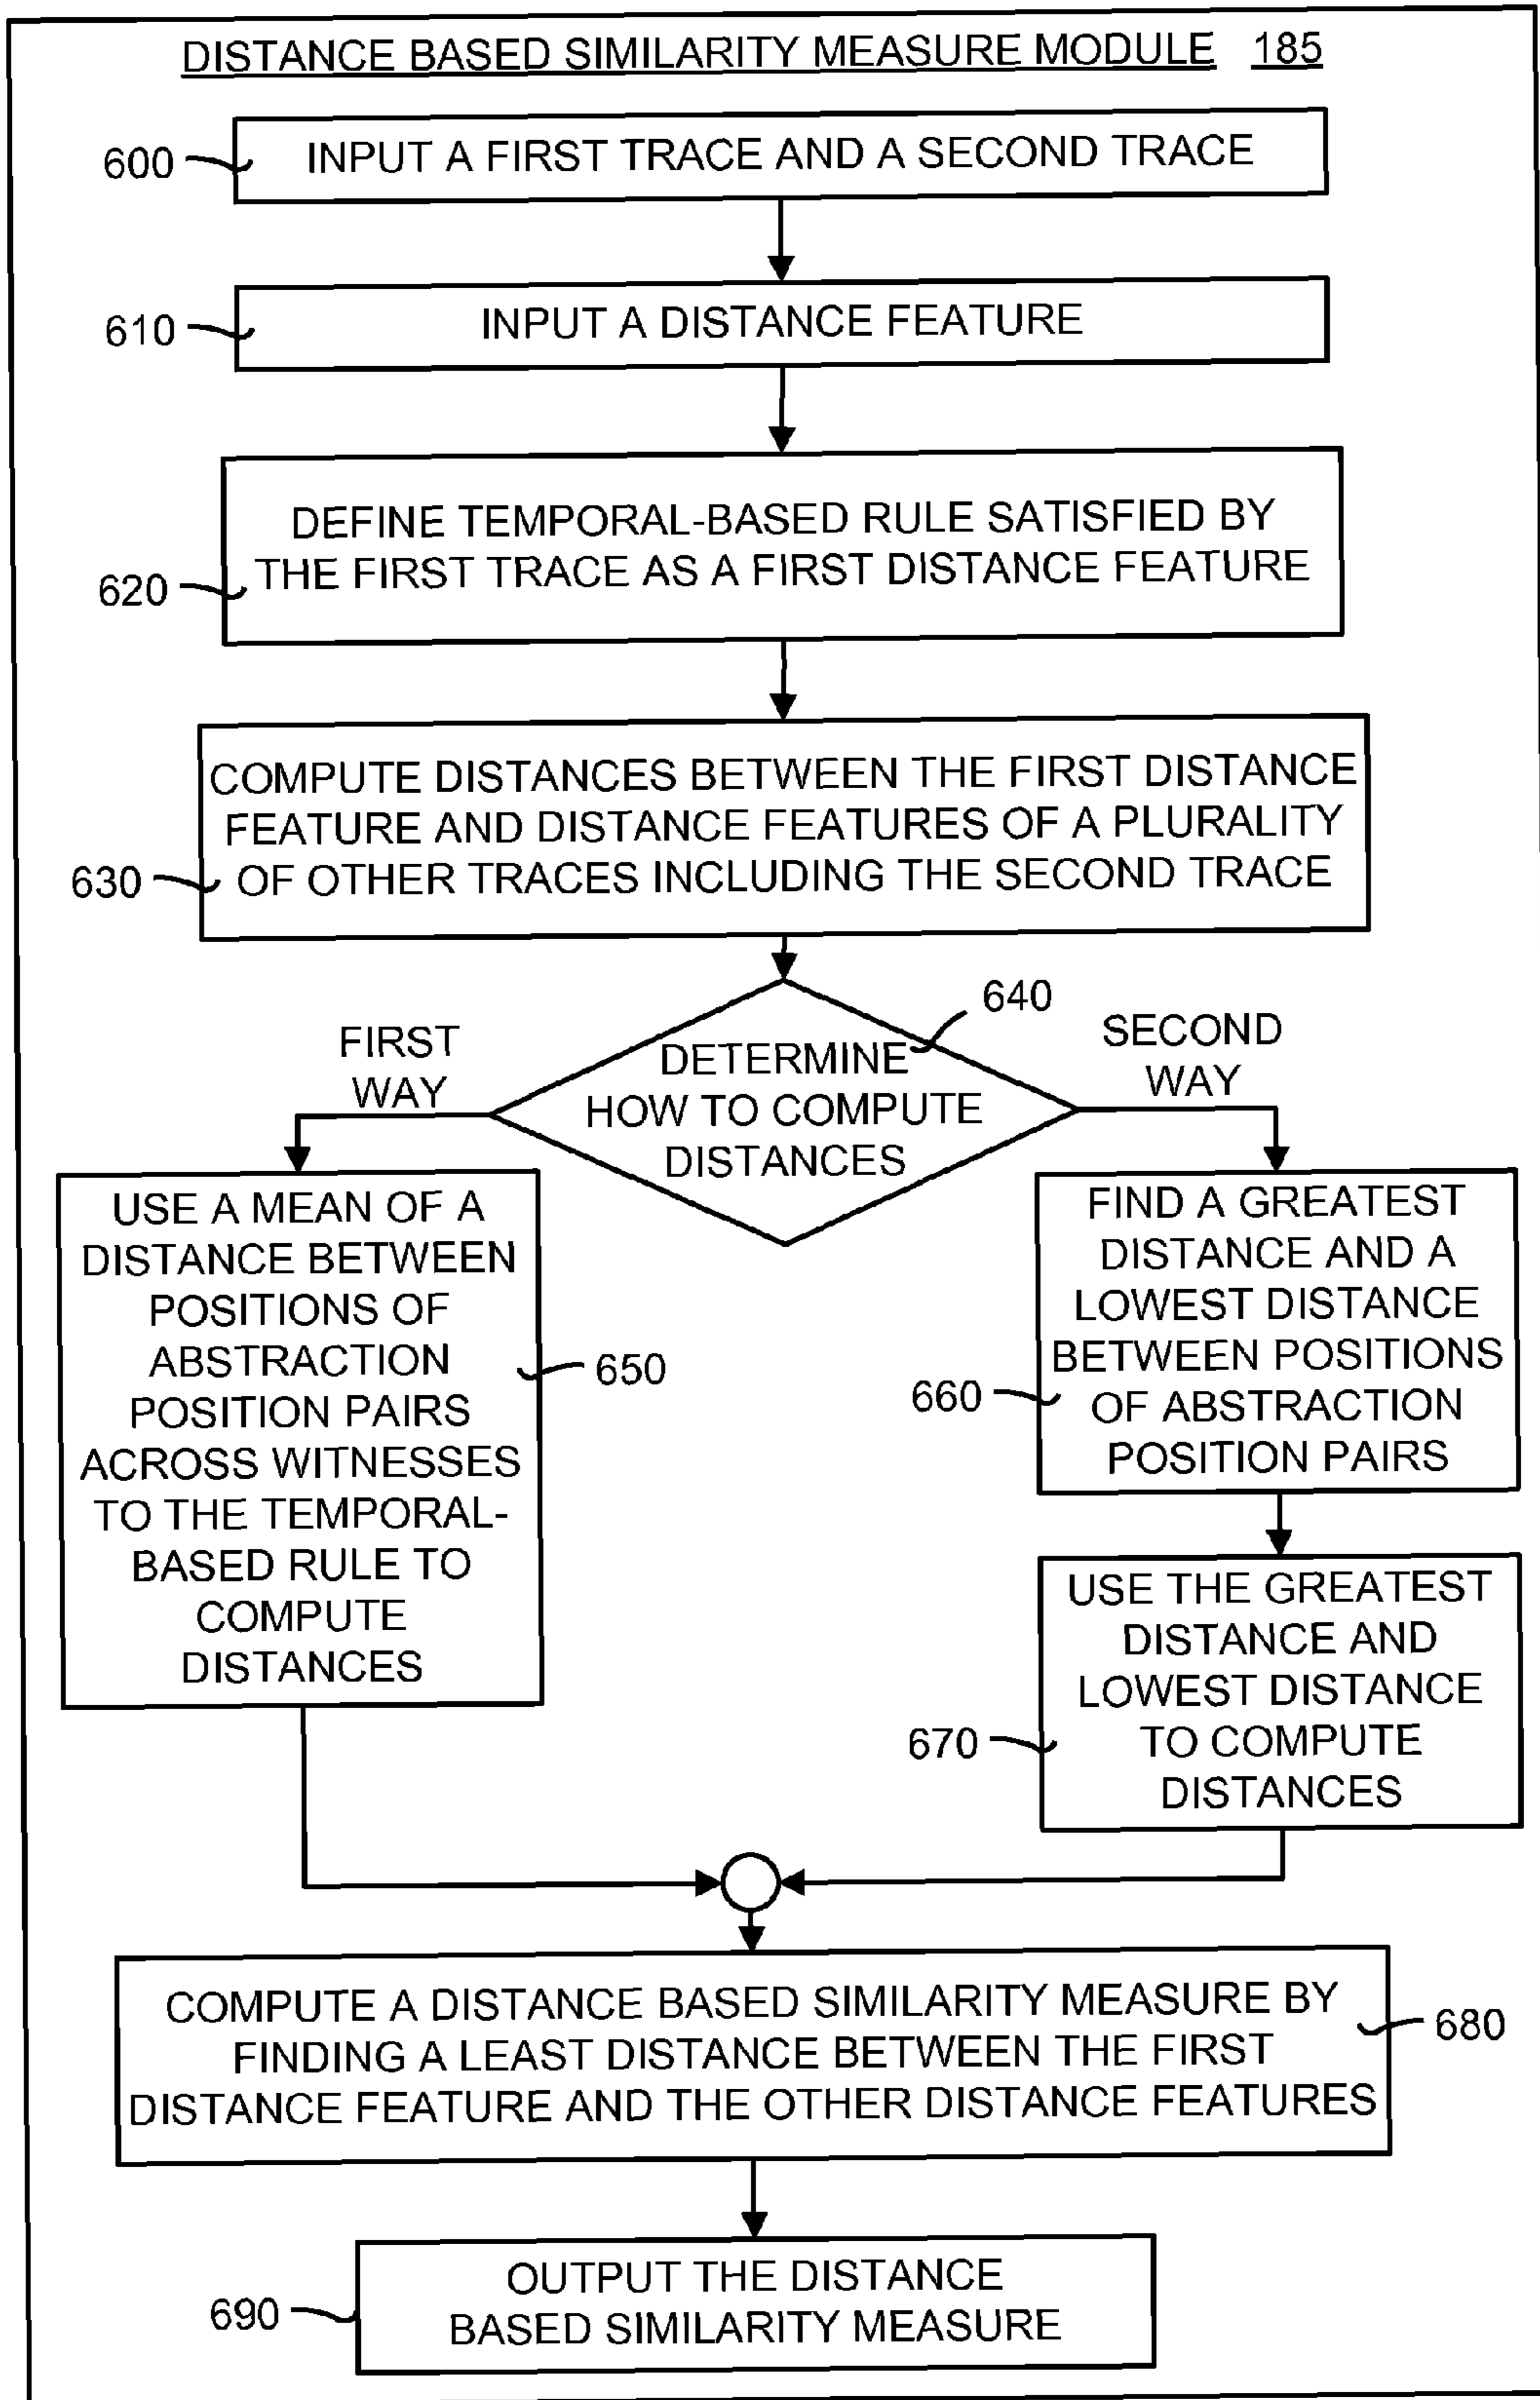 DISTANCE BASED SIMILARITY MEASURE MODULE 185
600
INPUT A FIRST TRACE AND A SECOND TRACE
610
INPUT A DISTANCE FEATURE
620
DEFINE TEMPORAL-BASED RULE SATISFIED BY
THE FIRST TRACE AS A FIRST DISTANCE FEATURE
630
COMPUTE DISTANCES BETWEEN THE FIRST DISTANCE
FEATURE AND DISTANCE FEATURES OF A PLURALITY
OF OTHER TRACES INCLUDING THE SECOND TRACE
640
DETERMINE
HOW TO COMPUTE
DISTANCES
FIRST
WAY
SECOND
WAY
USE A MEAN OF A
DISTANCE BETWEEN
POSITIONS OF
ABSTRACTION
POSITION PAIRS
ACROSS WITNESSES
TO THE TEMPORAL-
BASED RULE TO
COMPUTE
DISTANCES
650
660
FIND A GREATEST
DISTANCE AND A
LOWEST DISTANCE
BETWEEN POSITIONS
OF ABSTRACTION
POSITION PAIRS
670
USE THE GREATEST
DISTANCE AND
LOWEST DISTANCE
TO COMPUTE
DISTANCES
COMPUTE A DISTANCE BASED SIMILARITY MEASURE BY
FINDING A LEAST DISTANCE BETWEEN THE FIRST
DISTANCE FEATURE AND THE OTHER DISTANCE FEATURES
680
690
OUTPUT THE DISTANCE
BASED SIMILARITY MEASURE